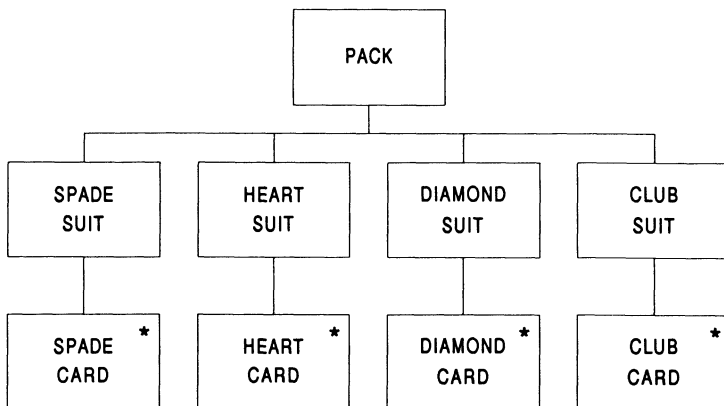 PACK
SPADE
SUIT
HEART
SUIT
DIAMOND
SUIT
CLUB
SUIT
SPADE *
CARD
HEART *
CARD
DIAMOND *
CARD
CLUB *
CARD